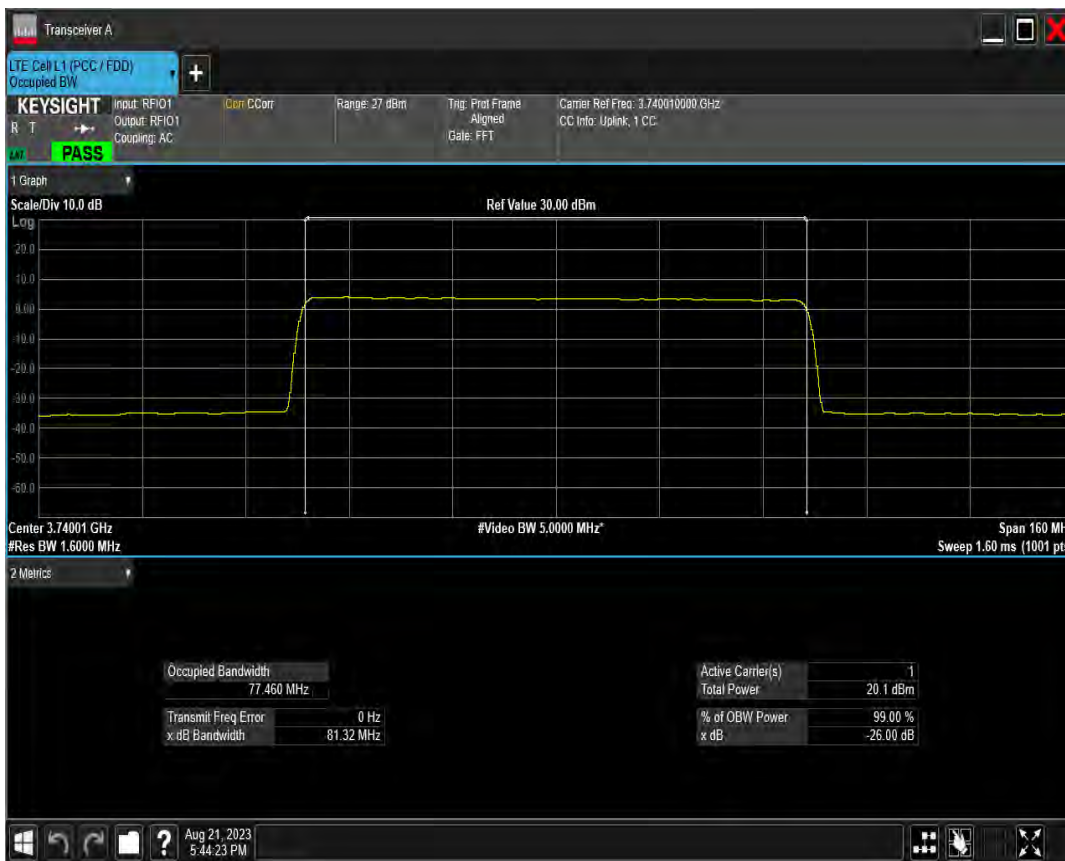 Transceiver A
LTE Cell L1 (PCC / FDD)
Occupied BW
+
KEYSIGHT
R T
LXI
PASS
Input: RFIO1
Output: RFIO1
Coupling: AC
Corr CCorr
Range: 27 dBm
Trig: Prot Frame
Aligned
Gate: FFT
Carrier Ref Freq: 3.740010000 GHz
CC Info: Uplink, 1 CC
1 Graph
Scale/Div 10.0 dB
Ref Value 30.00 dBm
Log
20.0
10.0
0.00
-10.0
-20.0
-30.0
-40.0
-50.0
-60.0
Center 3.74001 GHz
#Video BW 5.0000 MHz*
Span 160 MH
#Res BW 1.6000 MHz
Sweep 1.60 ms (1001 pts
2 Metrics
Occupied Bandwidth
77.460 MHz
Transmit Freq Error 0 Hz
x dB Bandwidth 81.32 MHz
Active Carrier(s) 1
Total Power 20.1 dBm
% of OBW Power 99.00 %
x dB -26.00 dB
?
Aug 21, 2023
5:44:23 PM